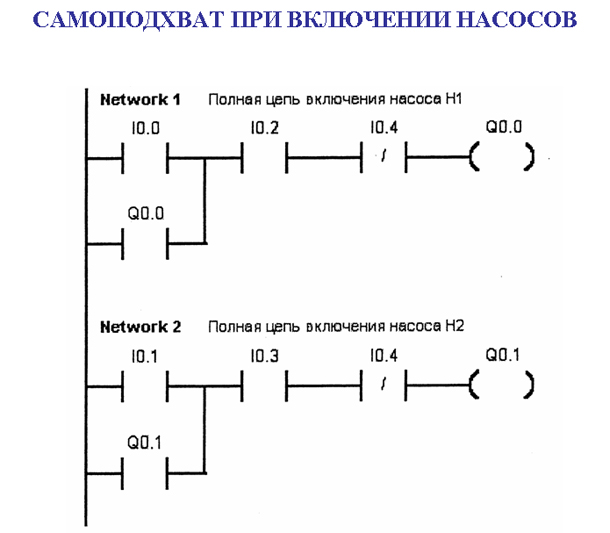 САМОПОДХВАТ ПРИ ВКЛЮЧЕНИИ НАСОСОВ
Network 1 Полная цепь включения насоса Н1
I0.0 I0.2 I0.4 Q0.0
Q0.0
Network 2 Полная цепь включения насоса Н2
I0.1 I0.3 I0.4 Q0.1
Q0.1